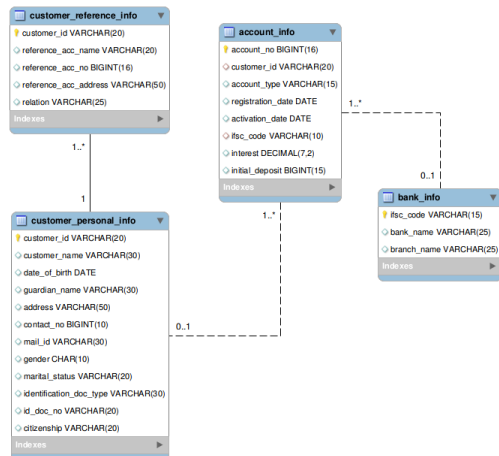 customer_reference_info
customer_id VARCHAR(20)
reference_acc_name VARCHAR(20)
reference_acc_no BIGINT(16)
reference_acc_address VARCHAR(50)
relation VARCHAR(25)
Indexes
1..*
1
customer_personal_info
customer_id VARCHAR(20)
customer_name VARCHAR(30)
date_of_birth DATE
guardian_name VARCHAR(30)
address VARCHAR(50)
contact_no BIGINT(10)
mail_id VARCHAR(30)
gender CHAR(10)
marital_status VARCHAR(20)
identification_doc_type VARCHAR(30)
id_doc_no VARCHAR(20)
citizenship VARCHAR(20)
Indexes
account_info
account_no BIGINT(16)
customer_id VARCHAR(20)
account_type VARCHAR(15)
registration_date DATE
activation_date DATE
ifsc_code VARCHAR(10)
interest DECIMAL(7,2)
initial_deposit BIGINT(15)
Indexes
1..*
0..1
1..*
0..1
bank_info
ifsc_code VARCHAR(15)
bank_name VARCHAR(25)
branch_name VARCHAR(25)
Indexes